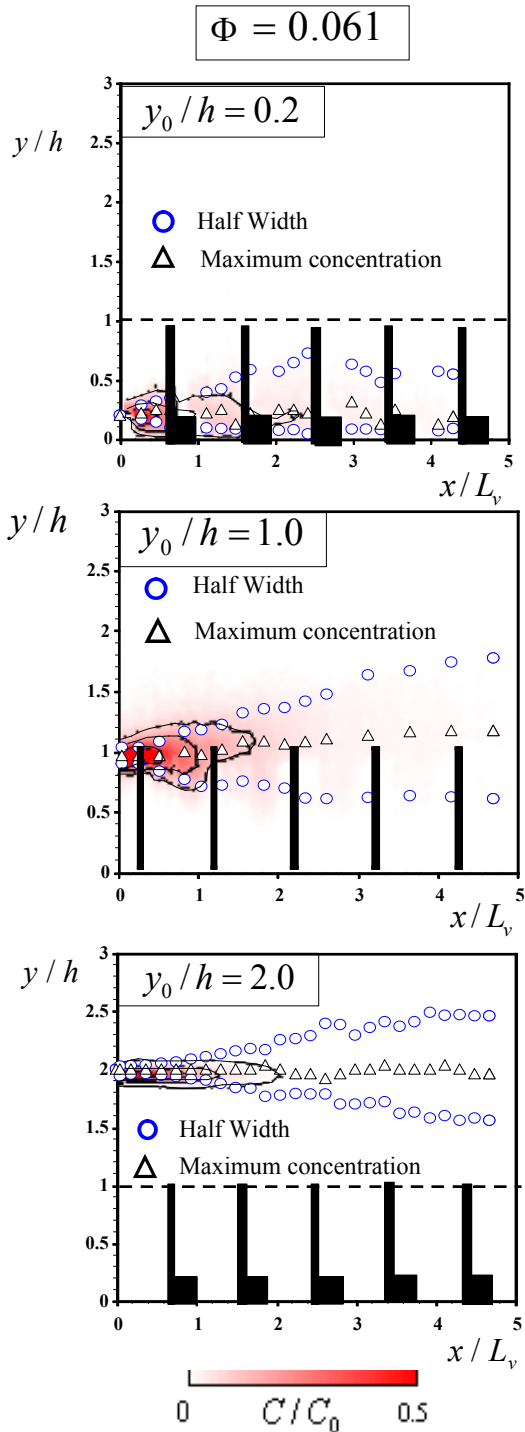 Φ = 0.061
y₀ / h = 0.2
y / h
3
2.5
2
1.5
1
0.5
0
Half Width
Maximum concentration
0 1 2 3 4 5
x / Lᵥ
y₀ / h = 1.0
y / h
3
2.5
2
1.5
1
0.5
0
Half Width
Maximum concentration
0 1 2 3 4 5
x / Lᵥ
y₀ / h = 2.0
y / h
3
2.5
2
1.5
1
0.5
0
Half Width
Maximum concentration
0 1 2 3 4 5
x / Lᵥ
0 C / C₀ 0.5